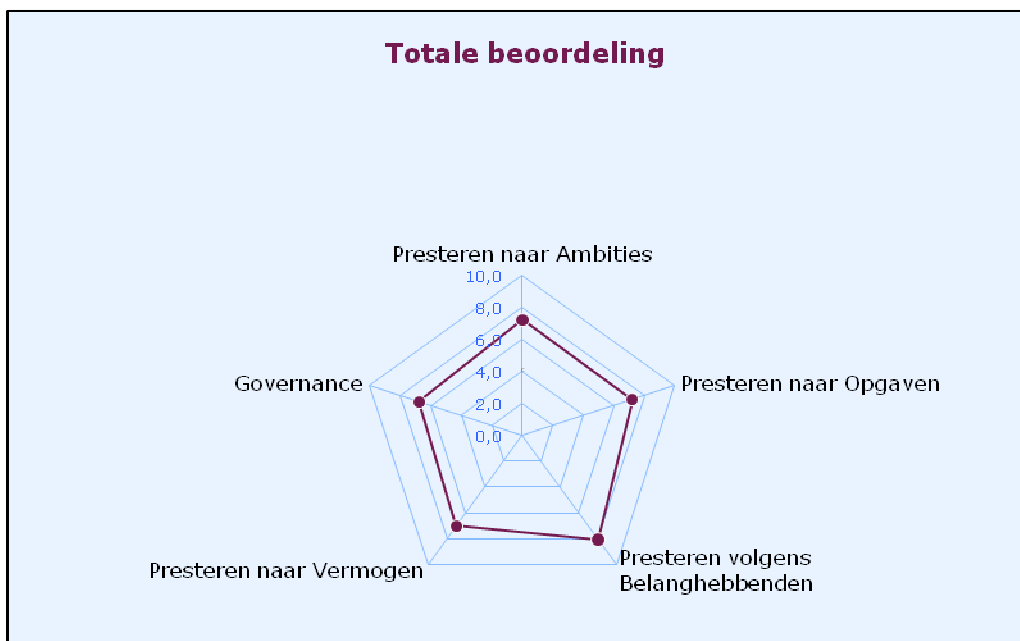 Totale beoordeling
Presteren naar Ambities
10,0
8,0
6,0
4,0
2,0
0,0
Governance
Presteren naar Opgaven
Presteren naar Vermogen
Presteren volgens
Belanghebbenden